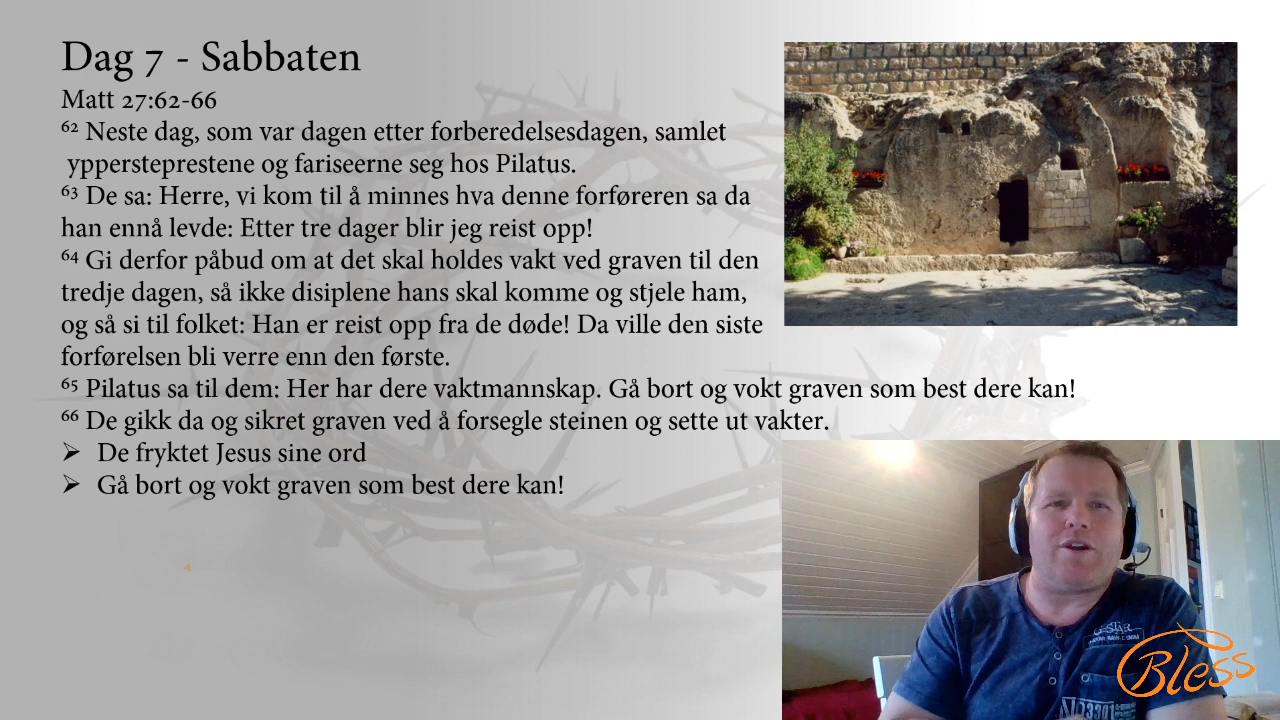 Dag 7 - Sabbaten
Matt 27:62-66
⁶² Neste dag, som var dagen etter forberedelsesdagen, samlet
yppersteprestene og fariseerne seg hos Pilatus.
⁶³ De sa: Herre, vi kom til å minnes hva denne forføreren sa da
han ennå levde: Etter tre dager blir jeg reist opp!
⁶⁴ Gi derfor påbud om at det skal holdes vakt ved graven til den
tredje dagen, så ikke disiplene hans skal komme og stjele ham,
og så si til folket: Han er reist opp fra de døde! Da ville den siste
forførelsen bli verre enn den første.
⁶⁵ Pilatus sa til dem: Her har dere vaktmannskap. Gå bort og vokt graven som best dere kan!
⁶⁶ De gikk da og sikret graven ved å forsegle steinen og sette ut vakter.
➢ De fryktet Jesus sine ord
➢ Gå bort og vokt graven som best dere kan!
4
Bless